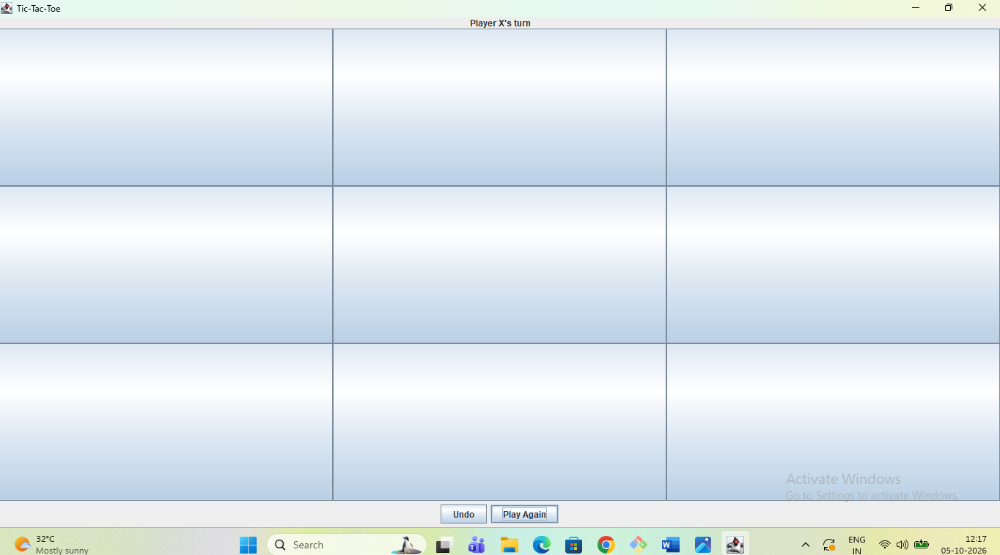 Tic-Tac-Toe
Player X's turn
Activate Windows
Go to Settings to activate Windows.
Undo
Play Again
32°C
Mostly sunny
Search
ENG
IN
12:17
05-10-2026